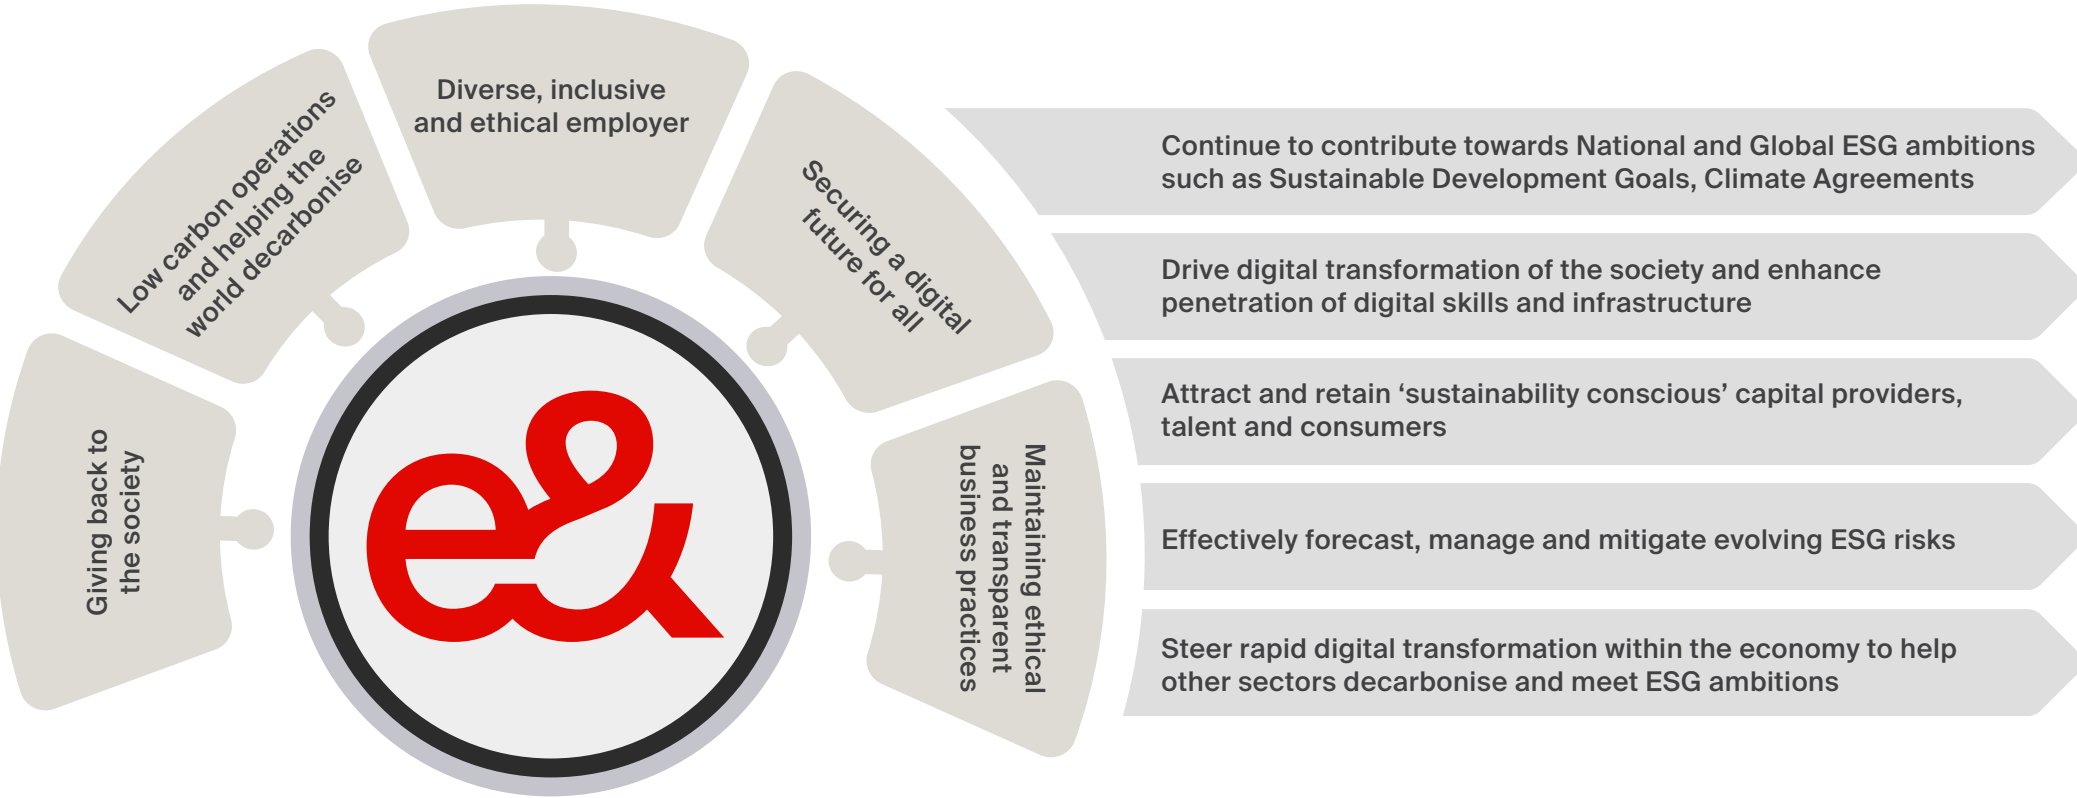 Giving back to
the society
Low carbon operations
and helping the
world decarbonise
Diverse, inclusive
and ethical employer
Securing a digital
future for all
Maintaining ethical
and transparent
business practices
e&
Continue to contribute towards National and Global ESG ambitions
such as Sustainable Development Goals, Climate Agreements
Drive digital transformation of the society and enhance
penetration of digital skills and infrastructure
Attract and retain ‘sustainability conscious’ capital providers,
talent and consumers
Effectively forecast, manage and mitigate evolving ESG risks
Steer rapid digital transformation within the economy to help
other sectors decarbonise and meet ESG ambitions